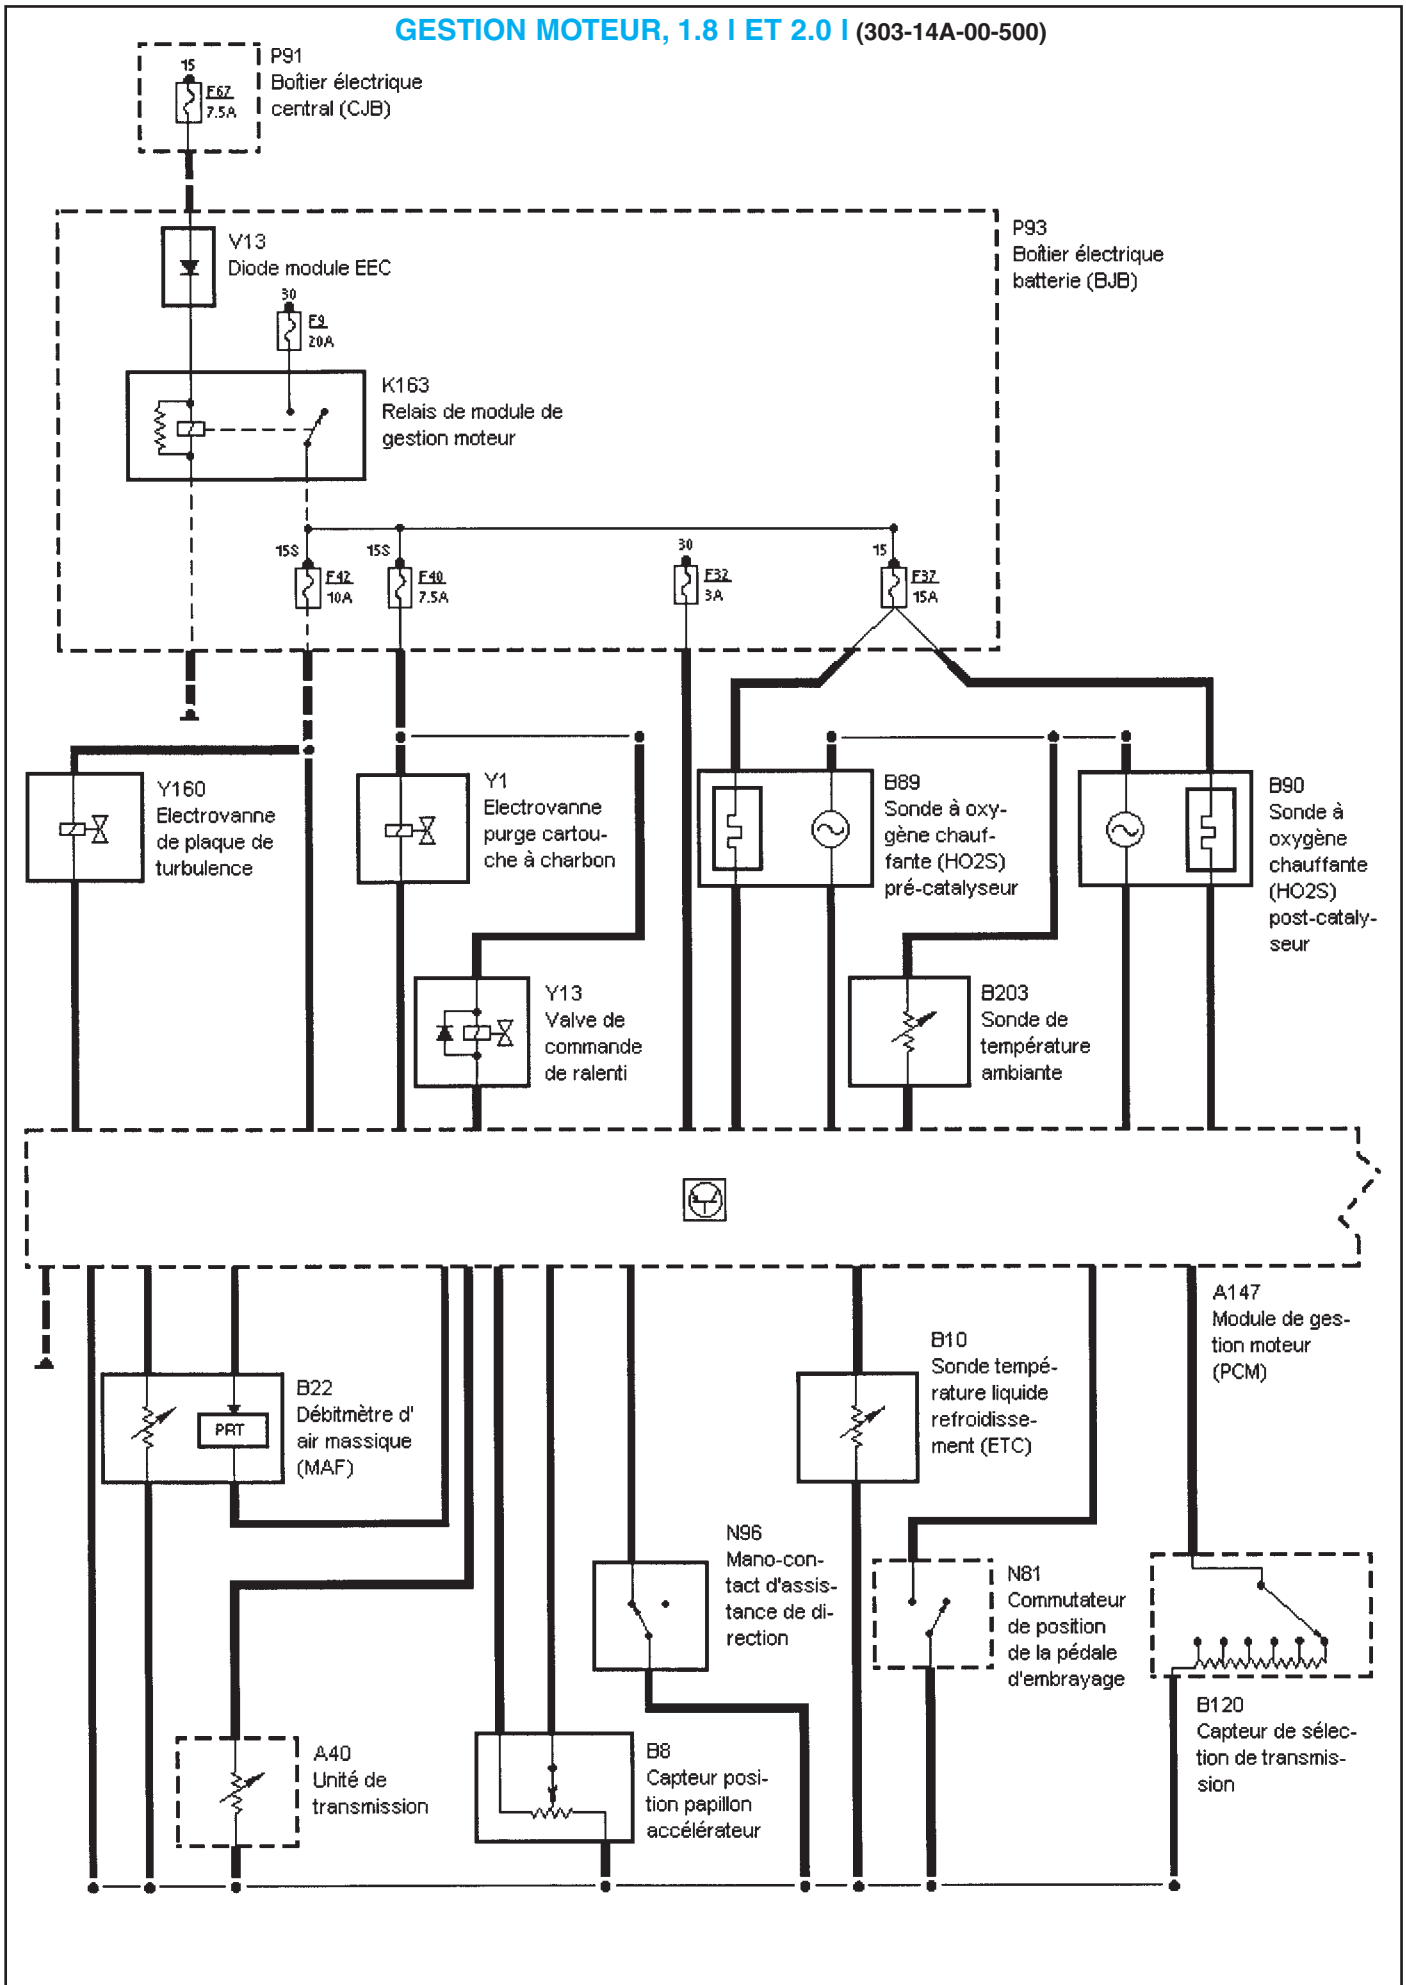 GESTION MOTEUR, 1.8 l ET 2.0 l (303-14A-00-500)
P91
Boîtier électrique
central (CJB)
15
F67
7.5A
P93
Boîtier électrique
batterie (BJB)
V13
Diode module EEC
30
F9
20A
K163
Relais de module de
gestion moteur
15S
F42
10A
15S
F40
7.5A
30
F32
3A
15
F37
15A
Y160
Electrovanne
de plaque de
turbulence
Y1
Electrovanne
purge cartou-
che à charbon
B89
Sonde à oxy-
gène chauf-
fante (HO2S)
pré-catalyseur
B90
Sonde à
oxygène
chauffante
(HO2S)
post-cataly-
seur
Y13
Valve de
commande
de ralenti
B203
Sonde de
température
ambiante
A147
Module de ges-
tion moteur
(PCM)
B22
Débitmètre d'
air massique
(MAF)
PRT
B10
Sonde tempé-
rature liquide
refroidisse-
ment (ETC)
N96
Mano-con-
tact d'assis-
tance de di-
rection
N81
Commutateur
de position
de la pédale
d'embrayage
B120
Capteur de sélec-
tion de transmis-
sion
A40
Unité de
transmission
B8
Capteur posi-
tion papillon
accélérateur